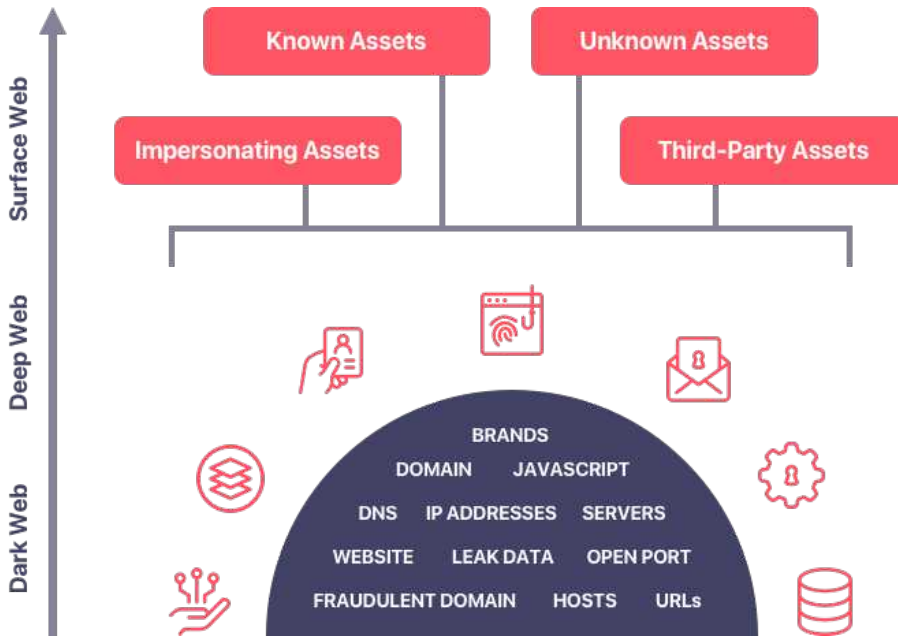 Known Assets
Unknown Assets
Impersonating Assets
Third-Party Assets
Surface Web
Deep Web
Dark Web
BRANDS
DOMAIN JAVASCRIPT
DNS IP ADDRESSES SERVERS
WEBSITE LEAK DATA OPEN PORT
FRAUDULENT DOMAIN HOSTS URLs